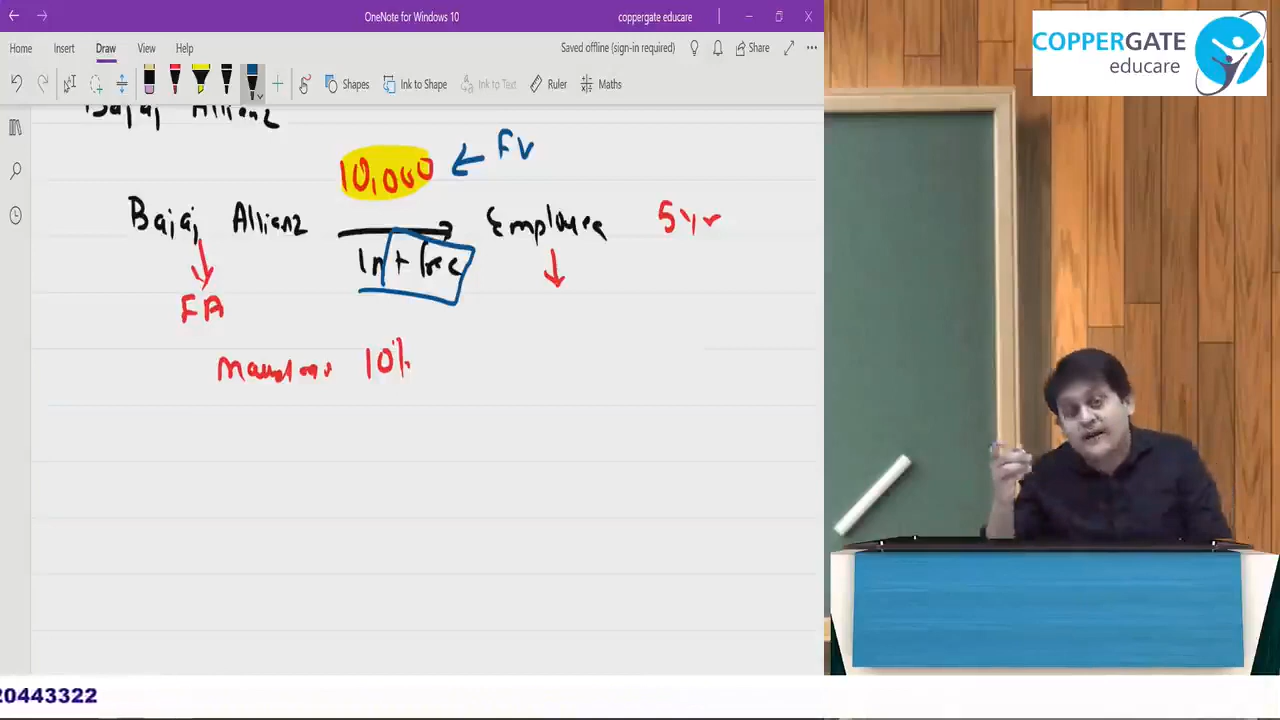 OneNote for Windows 10
coppergate educare
Home Insert Draw View Help
Saved offline (sign-in required)
Share
Shapes
Ink to Shape
Ink to Text
Ruler
Maths
COPPERGATE
educare
Bajaj Allianz
10,000 ← FV
Bajaj Allianz → Employee 5 yr
FA
10%
20443322